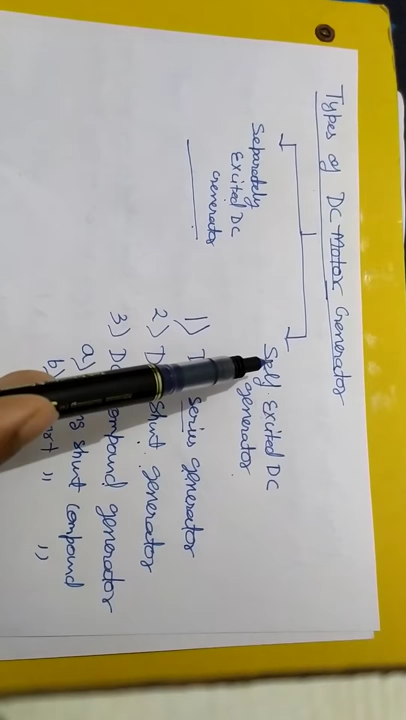 Types of DC Motor Generator
Separately
Excited DC
Generator
Self Excited DC
generator
1) series generator
2) Shunt generator
3) compound generator
a) shunt compound
b) " "